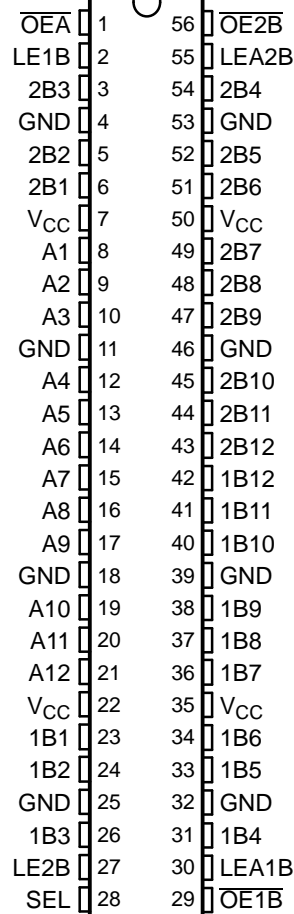 O̅E̅A̅ 1 56 O̅E̅2̅B̅
LE1B 2 55 LEA2B
2B3 3 54 2B4
GND 4 53 GND
2B2 5 52 2B5
2B1 6 51 2B6
VCC 7 50 VCC
A1 8 49 2B7
A2 9 48 2B8
A3 10 47 2B9
GND 11 46 GND
A4 12 45 2B10
A5 13 44 2B11
A6 14 43 2B12
A7 15 42 1B12
A8 16 41 1B11
A9 17 40 1B10
GND 18 39 GND
A10 19 38 1B9
A11 20 37 1B8
A12 21 36 1B7
VCC 22 35 VCC
1B1 23 34 1B6
1B2 24 33 1B5
GND 25 32 GND
1B3 26 31 1B4
LE2B 27 30 LEA1B
SEL 28 29 O̅E̅1̅B̅